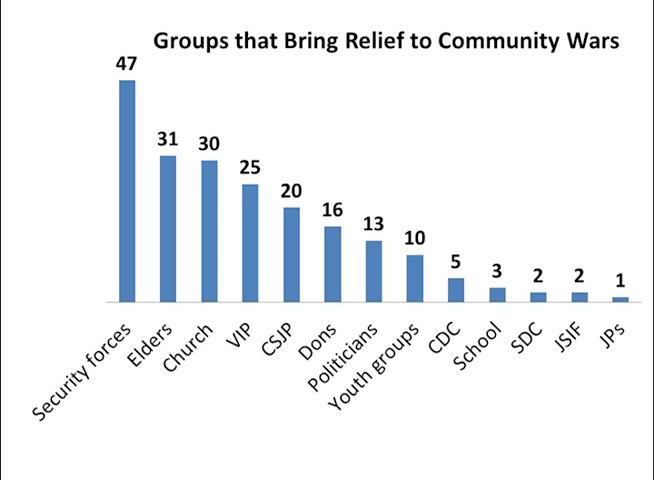 Groups that Bring Relief to Community Wars
47
31
30
25
20
16
13
10
5
3
2
2
1
Security forces
Elders
Church
VIP
CSJP
Dons
Politicians
Youth groups
CDC
School
SDC
JSIF
JPs